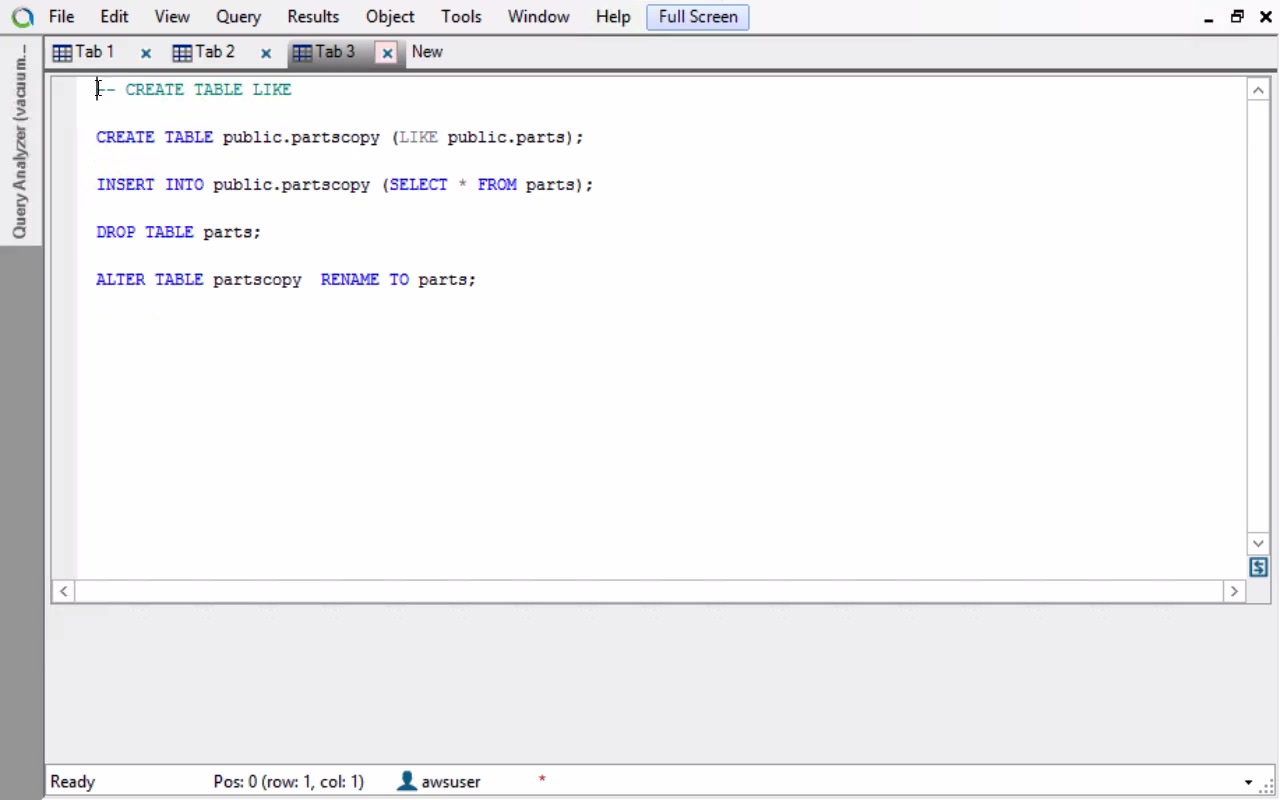 File Edit View Query Results Object Tools Window Help Full Screen
Query Analyzer (vacuum...
Tab 1 Tab 2 Tab 3 New
-- CREATE TABLE LIKE
CREATE TABLE public.partscopy (LIKE public.parts);
INSERT INTO public.partscopy (SELECT * FROM parts);
DROP TABLE parts;
ALTER TABLE partscopy  RENAME TO parts;
Ready Pos: 0 (row: 1, col: 1) awsuser *